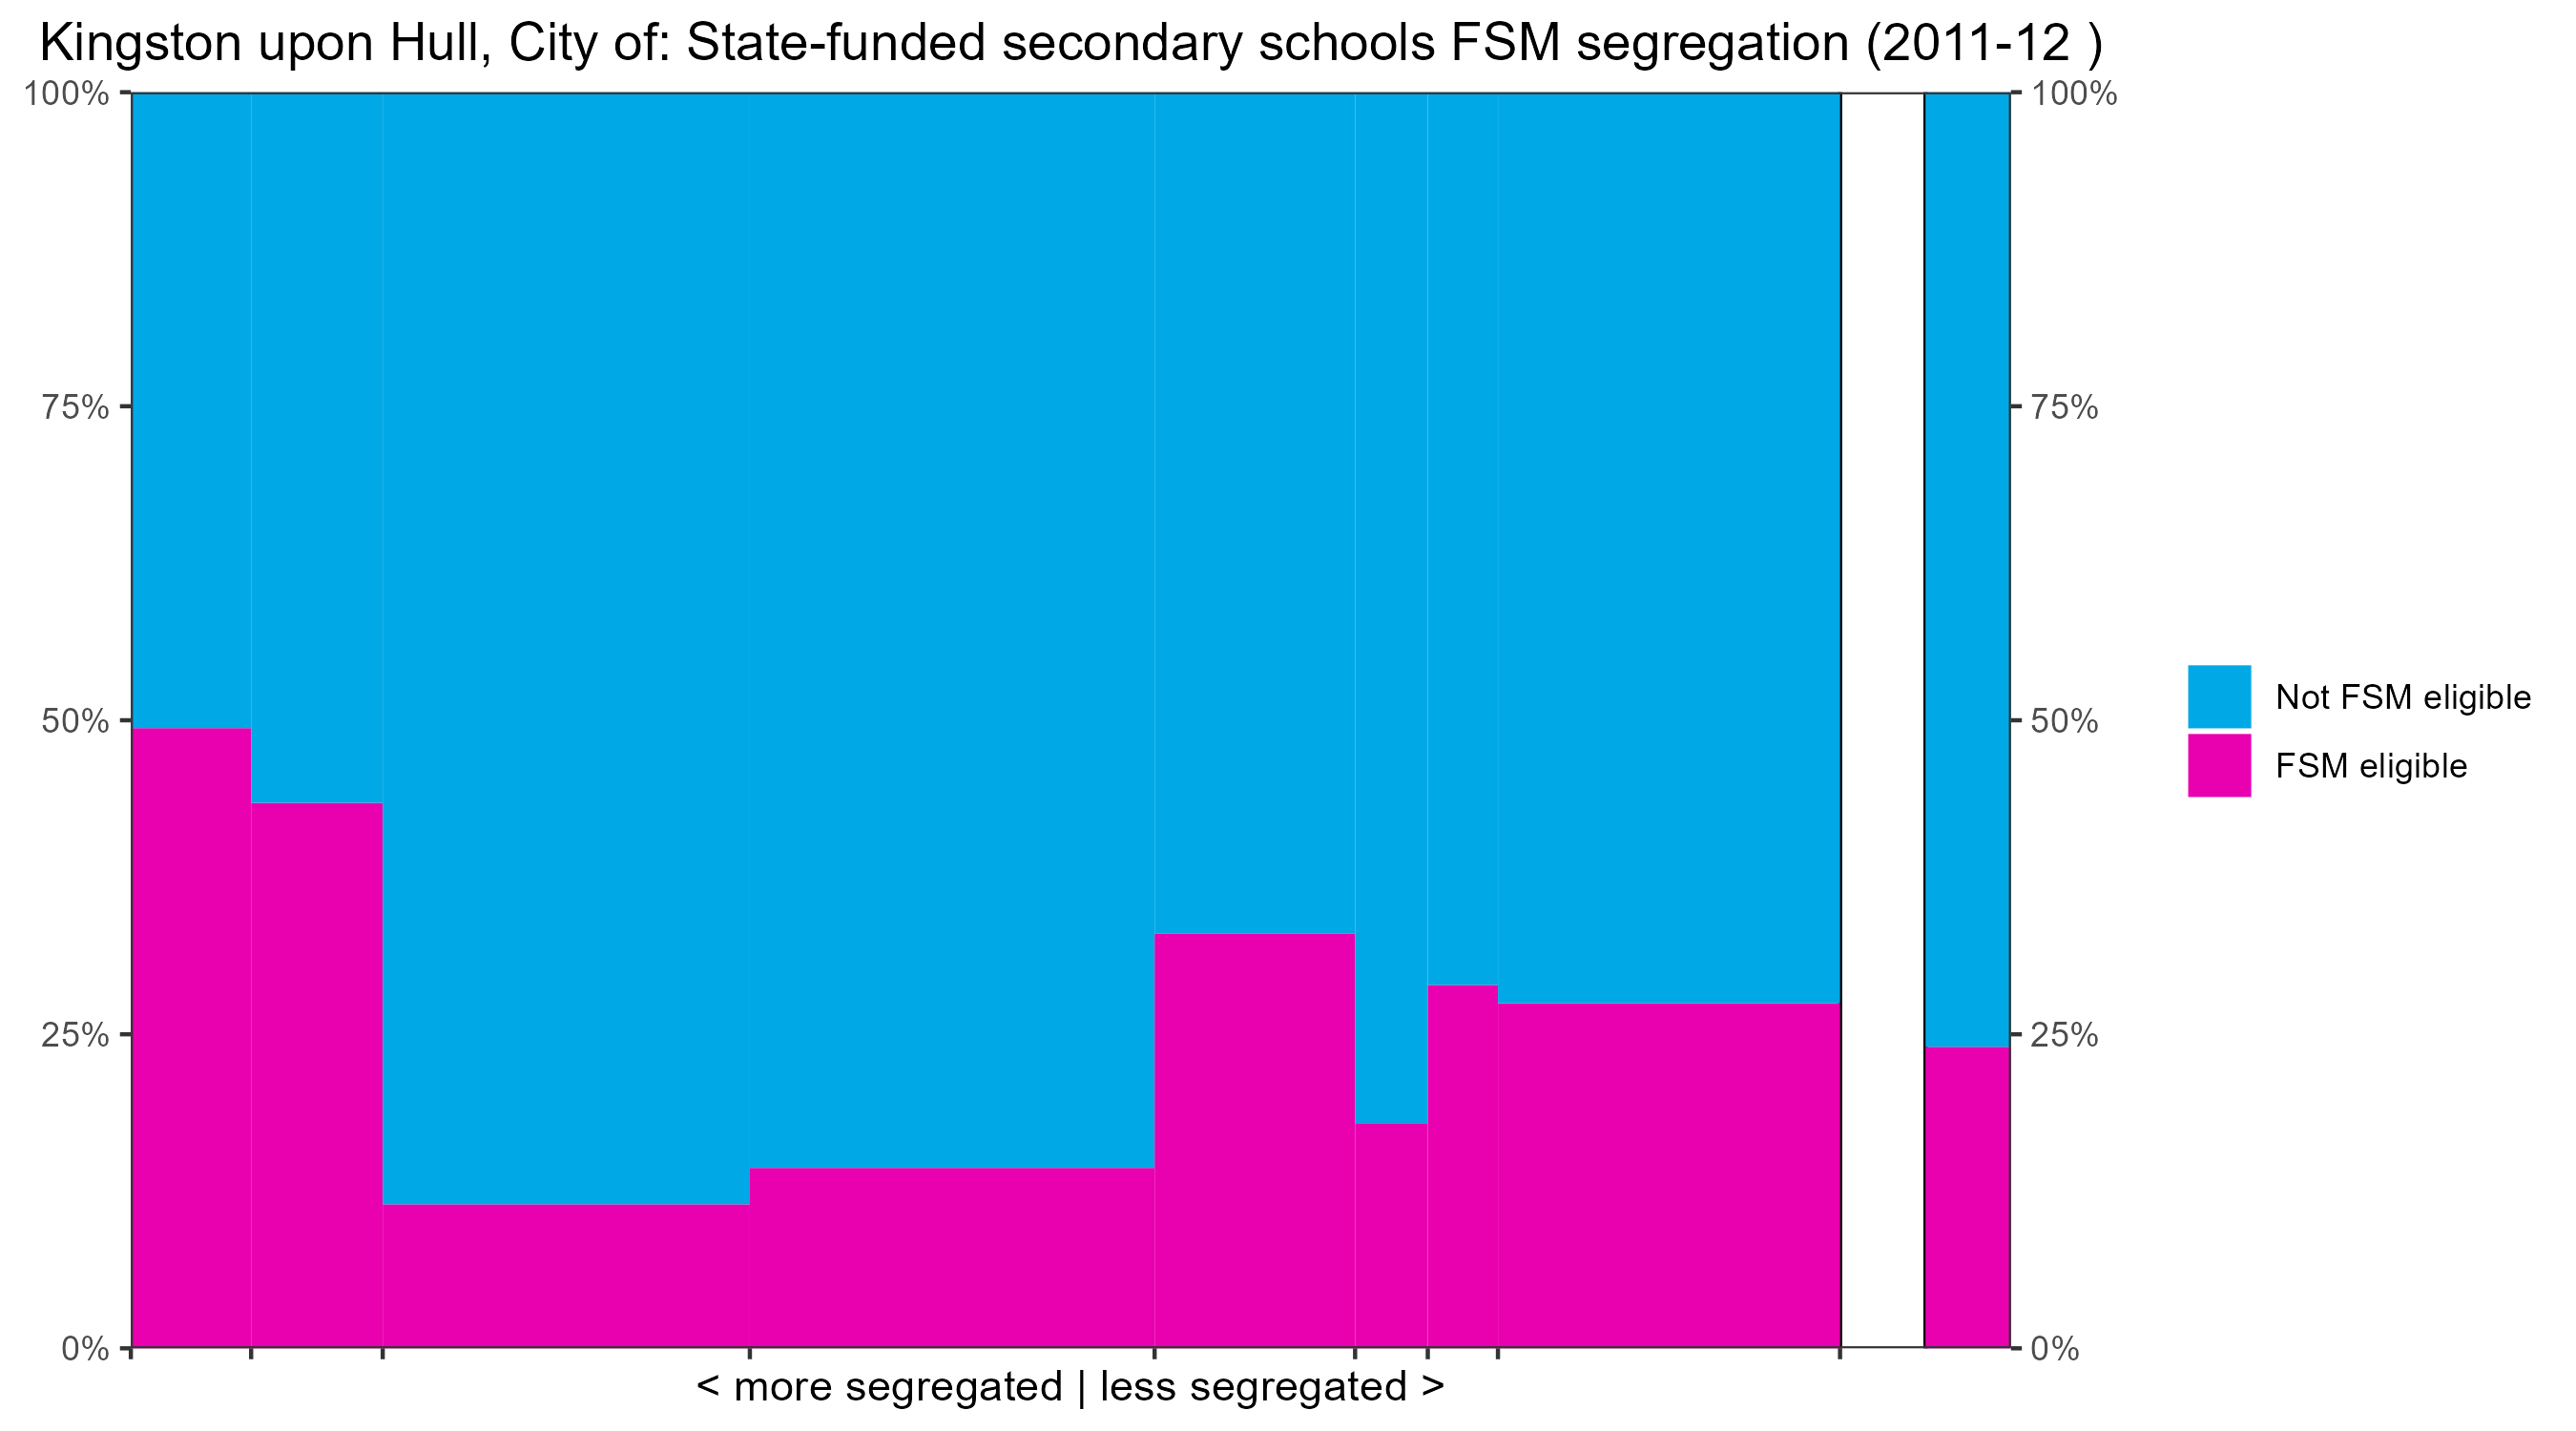 Kingston upon Hull, City of: State-funded secondary schools FSM segregation (2011-12 )
100%
75%
50%
25%
0%
100%
75%
50%
25%
0%
Not FSM eligible
FSM eligible
< more segregated | less segregated >